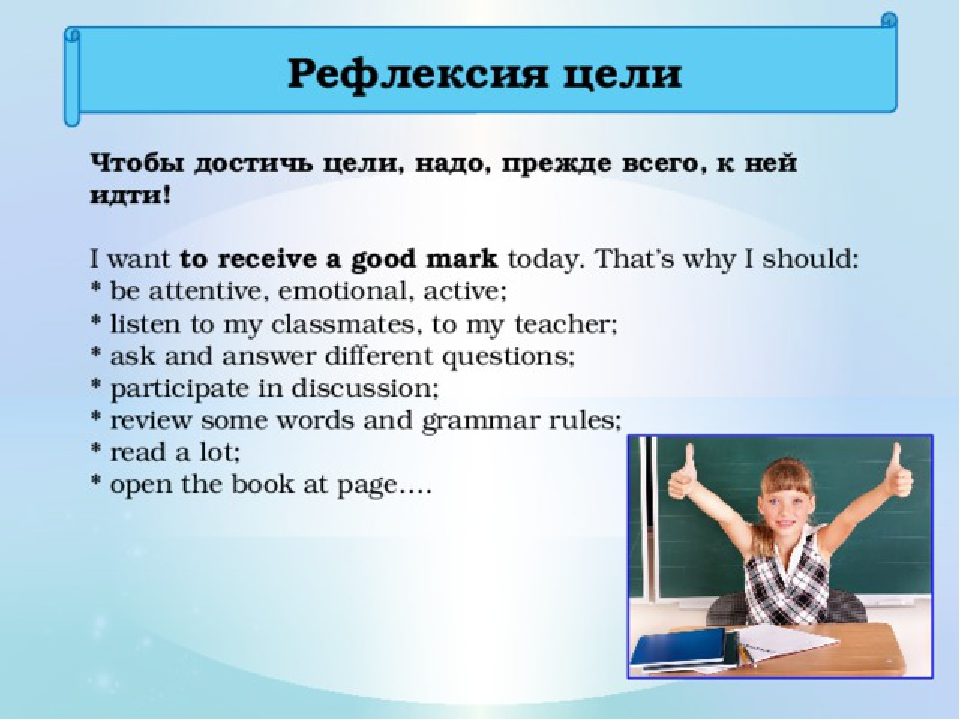 Рефлексия цели
Чтобы достичь цели, надо, прежде всего, к ней
идти!
I want to receive a good mark today. That's why I should:
* be attentive, emotional, active;
* listen to my classmates, to my teacher;
* ask and answer different questions;
* participate in discussion;
* review some words and grammar rules;
* read a lot;
* open the book at page....